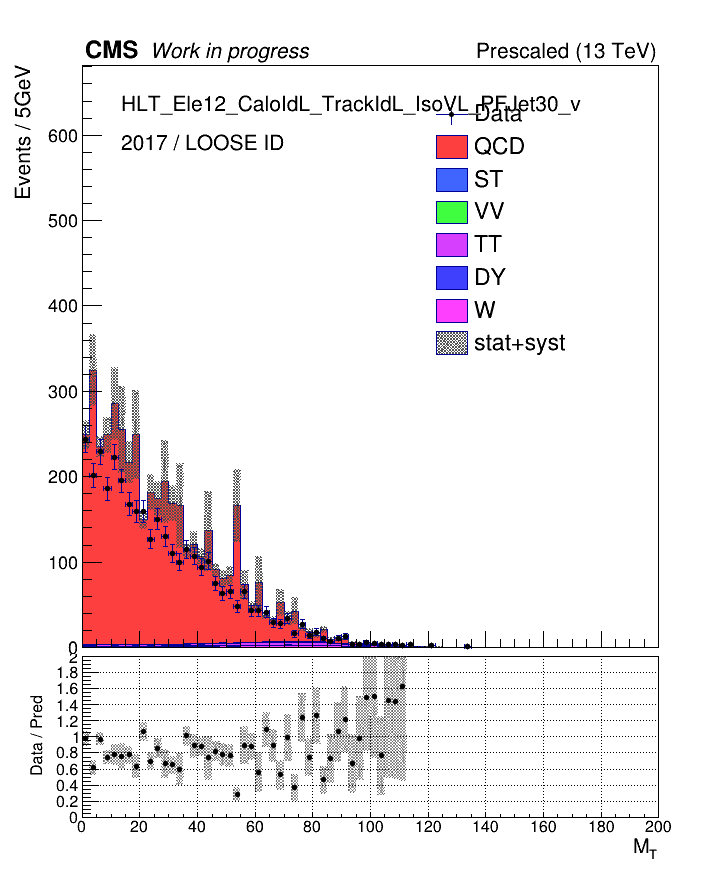 CMS Work in progress Prescaled (13 TeV)
Events / 5GeV
HLT_Ele12_CaloIdL_TrackIdL_IsoVL_PFJet30_v
2017 / LOOSE ID
Data
QCD
ST
VV
TT
DY
W
stat+syst
600
500
400
300
200
100
0
Data / Pred
2
1.8
1.6
1.4
1.2
1
0.8
0.6
0.4
0.2
0
0 20 40 60 80 100 120 140 160 180 200
M_T